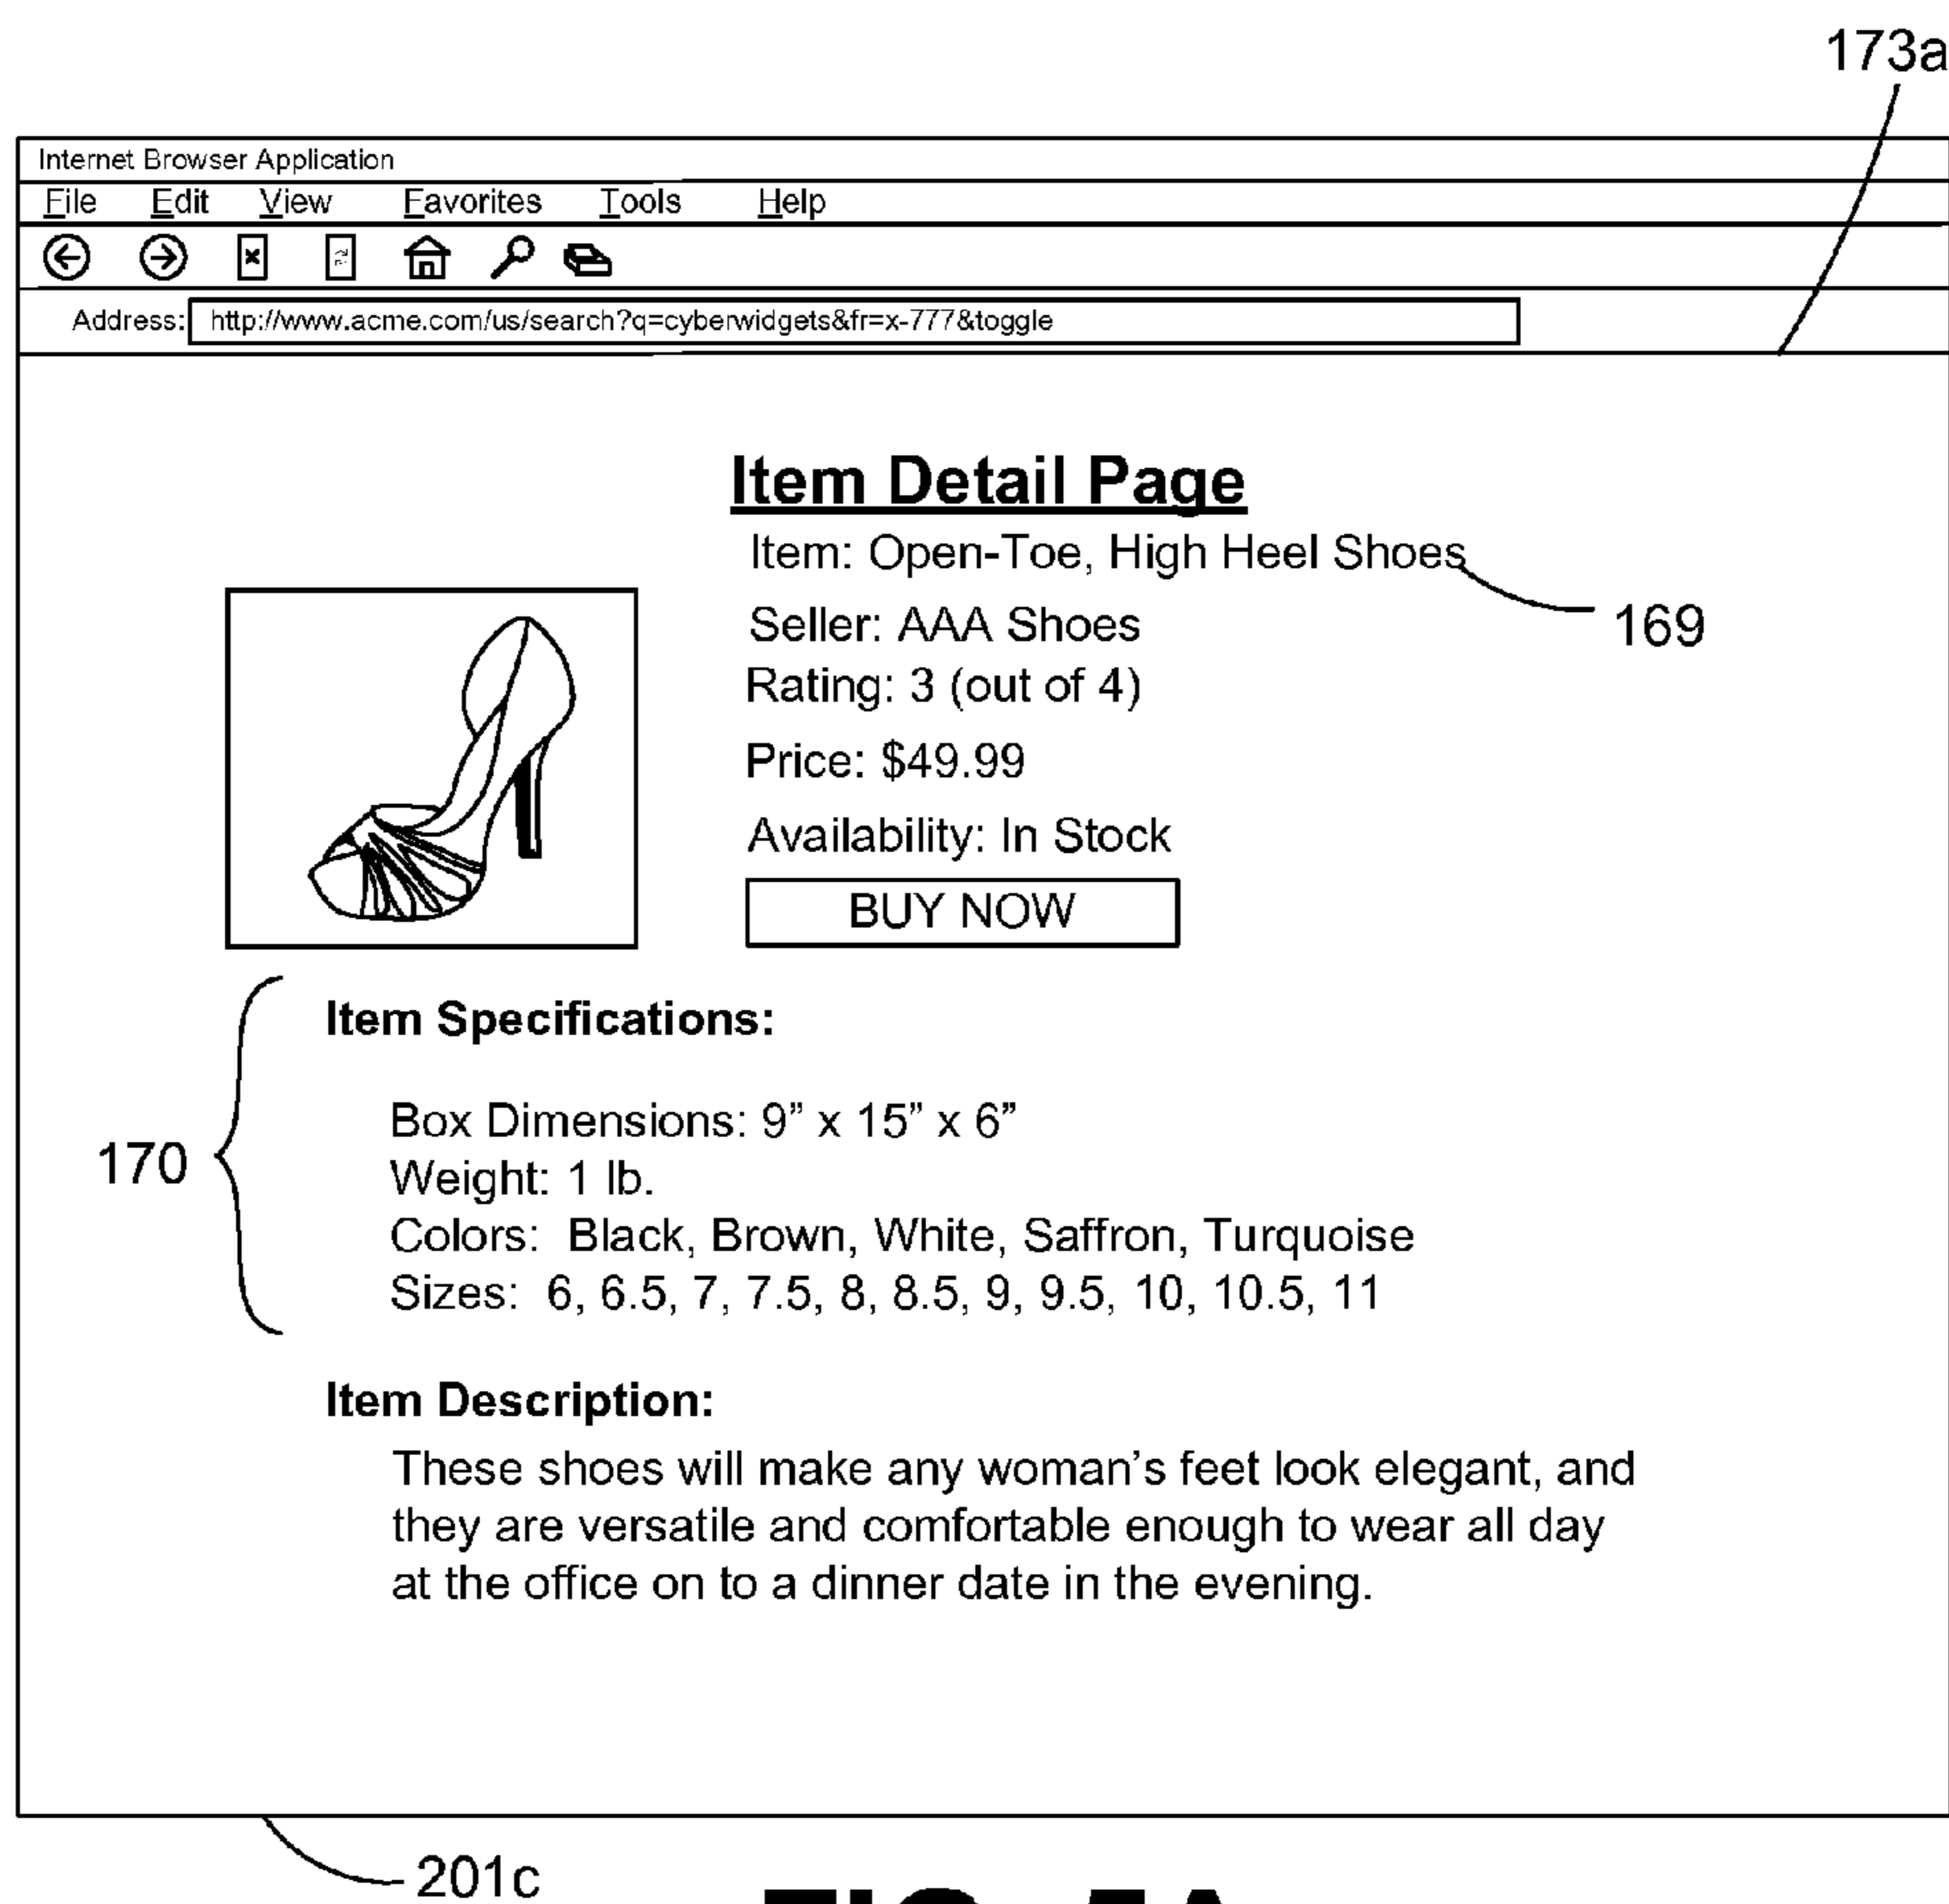 173a
Internet Browser Application
File Edit View Favorites Tools Help
Address: http://www.acme.com/us/search?q=cyberwidgets&fr=x-777&toggle
Item Detail Page
Item: Open-Toe, High Heel Shoes
169
Seller: AAA Shoes
Rating: 3 (out of 4)
Price: $49.99
Availability: In Stock
BUY NOW
170
Item Specifications:
Box Dimensions: 9” x 15” x 6”
Weight: 1 lb.
Colors: Black, Brown, White, Saffron, Turquoise
Sizes: 6, 6.5, 7, 7.5, 8, 8.5, 9, 9.5, 10, 10.5, 11
Item Description:
These shoes will make any woman’s feet look elegant, and
they are versatile and comfortable enough to wear all day
at the office on to a dinner date in the evening.
201c